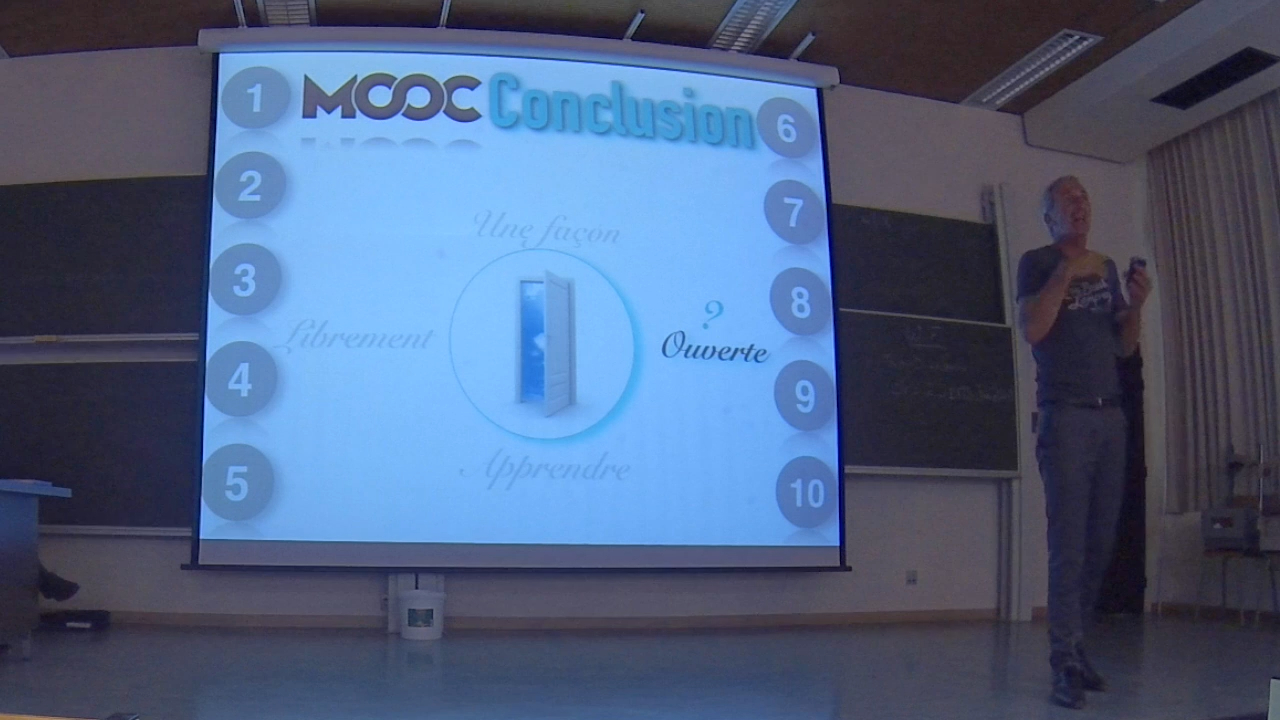 MOOC Conclusion
1
2
3
4
5
Une façon
Librement
?
Ouverte
Apprendre
6
7
8
9
10